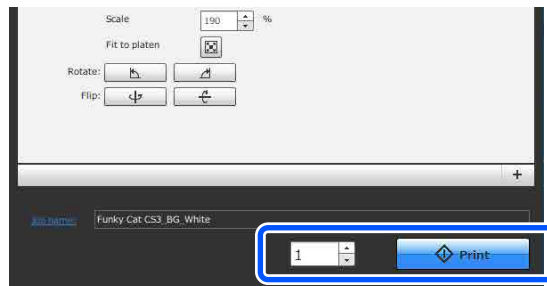 Scale 190 %
Fit to platen
Rotate:
Flip:
+
Job name: Funky Cat CS3_BG_White
1 Print